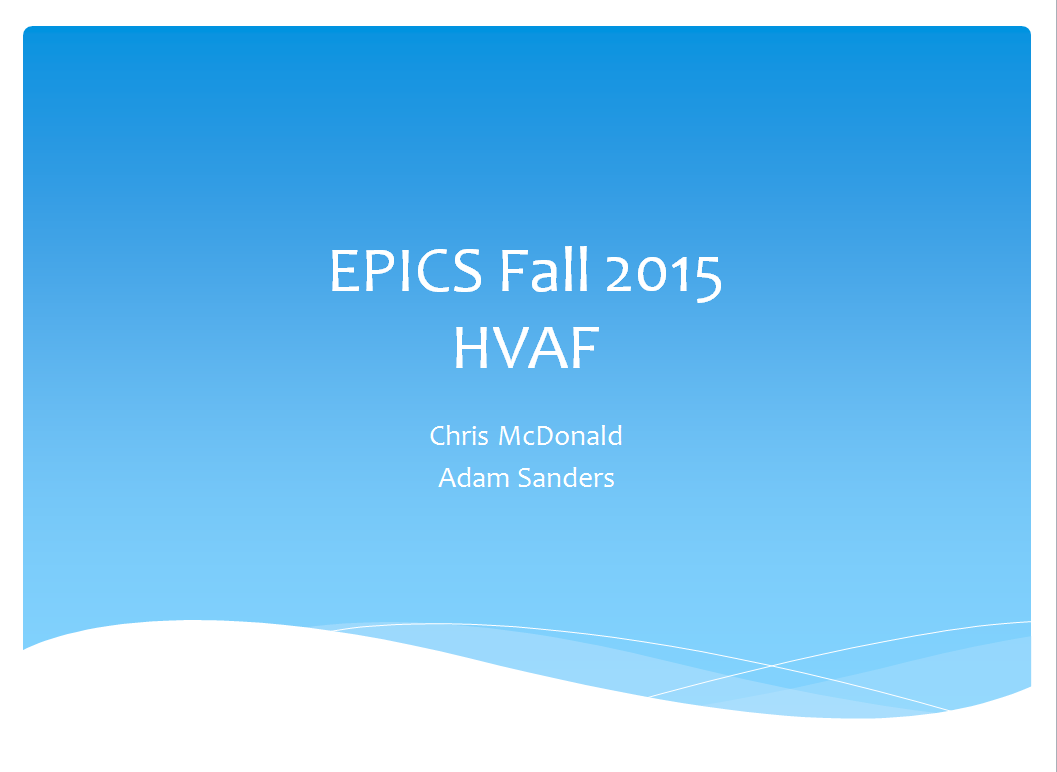 EPICS Fall 2015
HVAF
Chris McDonald
Adam Sanders